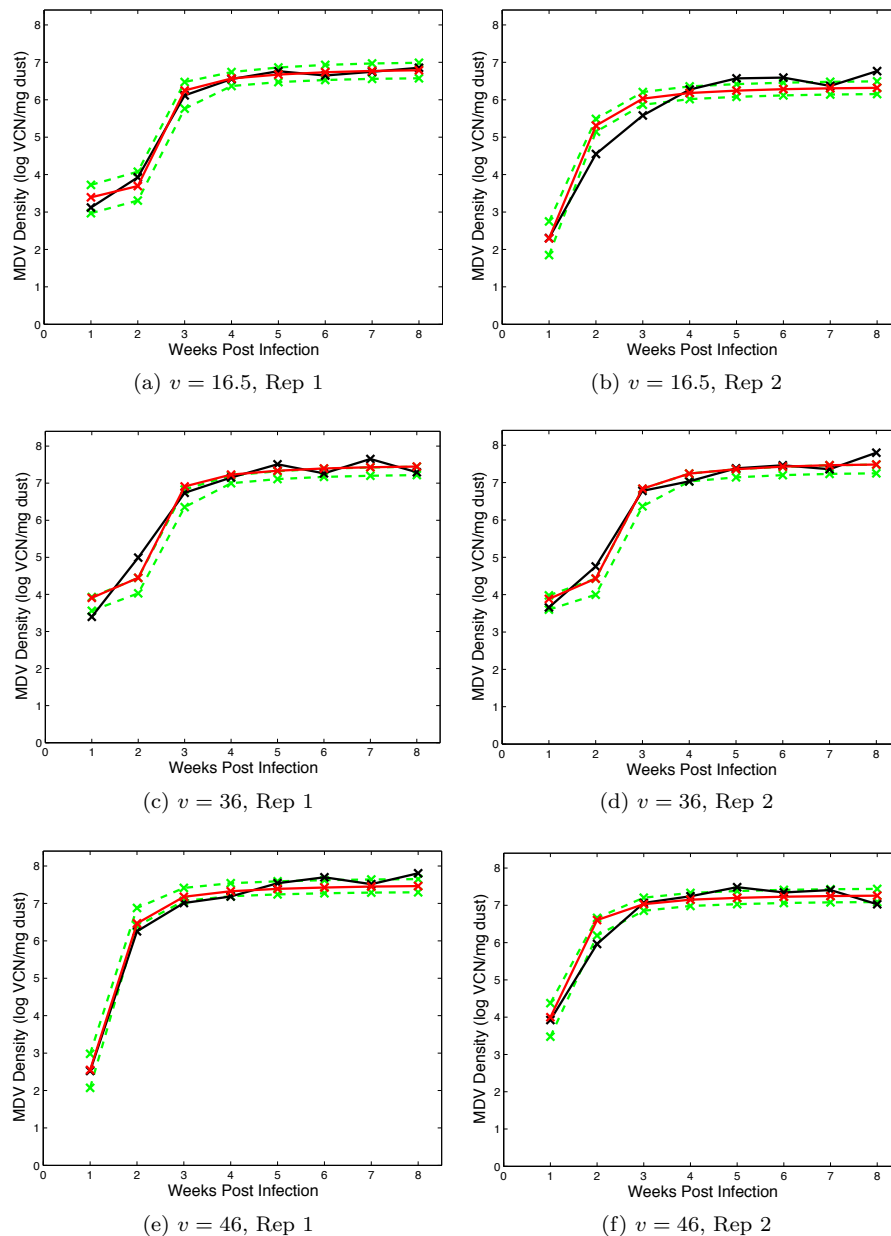 8
7
6
5
4
3
2
1
0
MDV Density (log VCN/mg dust)
0 1 2 3 4 5 6 7 8
Weeks Post Infection
(a) v = 16.5, Rep 1
8
7
6
5
4
3
2
1
0
MDV Density (log VCN/mg dust)
0 1 2 3 4 5 6 7 8
Weeks Post Infection
(b) v = 16.5, Rep 2
8
7
6
5
4
3
2
1
0
MDV Density (log VCN/mg dust)
0 1 2 3 4 5 6 7 8
Weeks Post Infection
(c) v = 36, Rep 1
8
7
6
5
4
3
2
1
0
MDV Density (log VCN/mg dust)
0 1 2 3 4 5 6 7 8
Weeks Post Infection
(d) v = 36, Rep 2
8
7
6
5
4
3
2
1
0
MDV Density (log VCN/mg dust)
0 1 2 3 4 5 6 7 8
Weeks Post Infection
(e) v = 46, Rep 1
8
7
6
5
4
3
2
1
0
MDV Density (log VCN/mg dust)
0 1 2 3 4 5 6 7 8
Weeks Post Infection
(f) v = 46, Rep 2